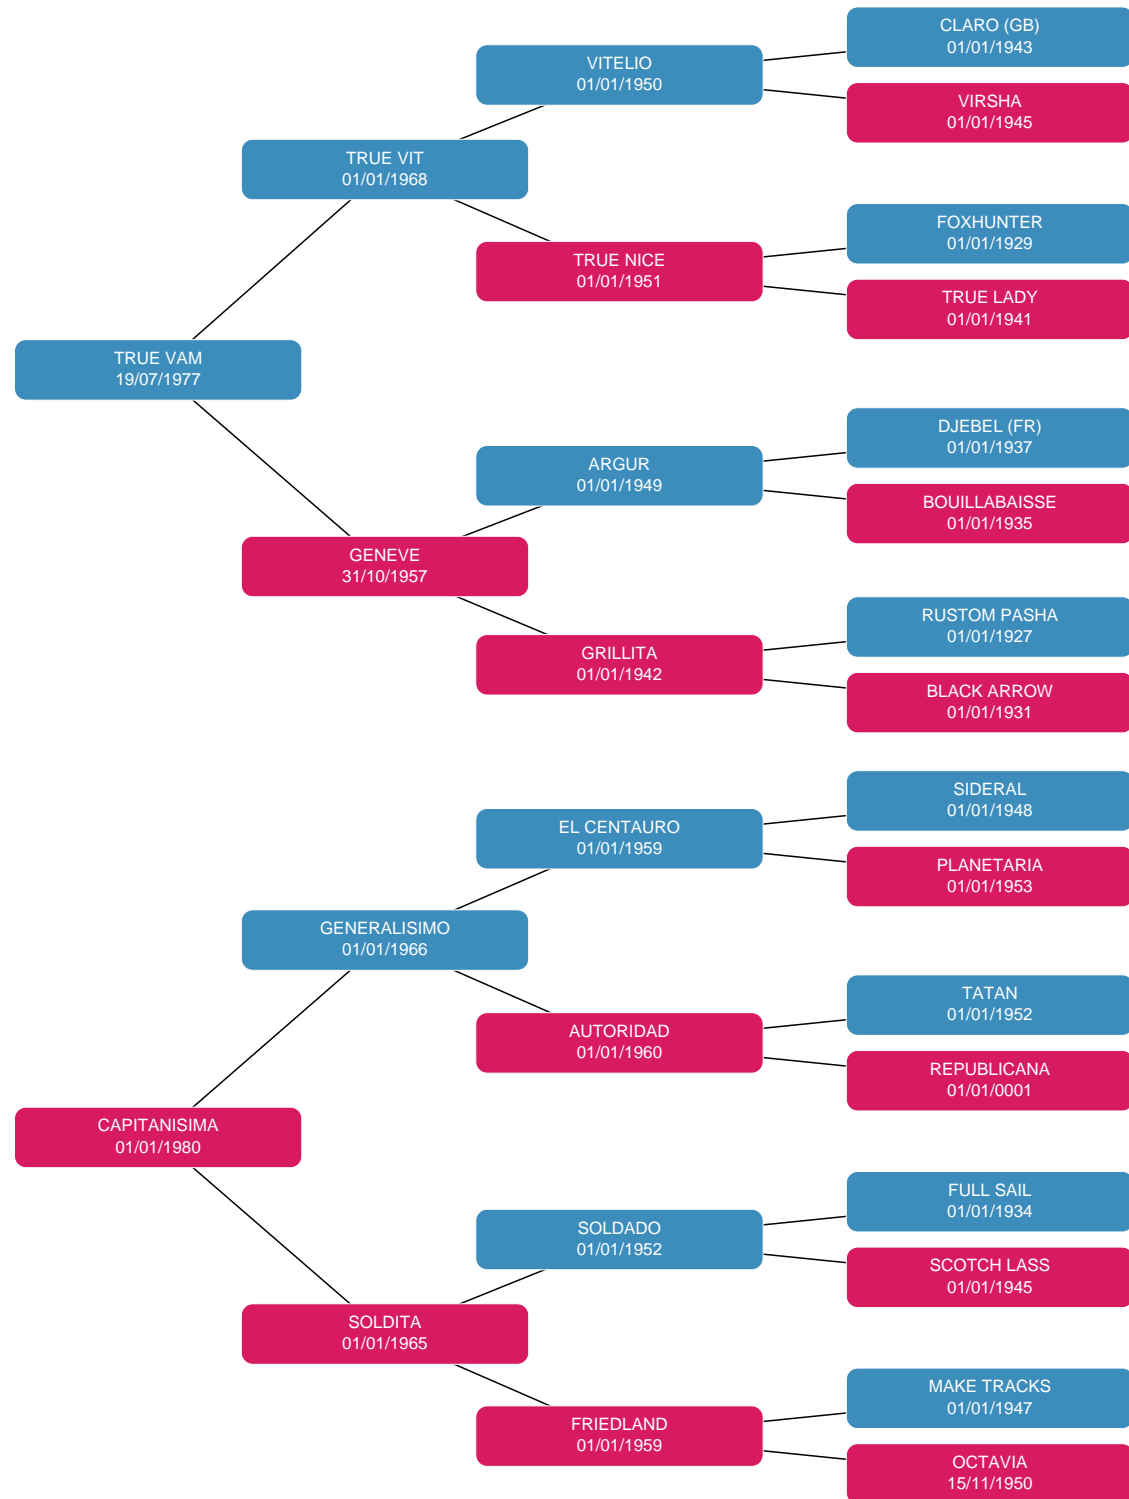 CLARO (GB)
01/01/1943
VITELIO
01/01/1950
VIRSHA
01/01/1945
TRUE VIT
01/01/1968
FOXHUNTER
01/01/1929
TRUE NICE
01/01/1951
TRUE LADY
01/01/1941
TRUE VAM
19/07/1977
DJEBEL (FR)
01/01/1937
ARGUR
01/01/1949
BOUILLABAISSE
01/01/1935
GENEVE
31/10/1957
RUSTOM PASHA
01/01/1927
GRILLITA
01/01/1942
BLACK ARROW
01/01/1931
SIDERAL
01/01/1948
EL CENTAURO
01/01/1959
PLANETARIA
01/01/1953
GENERALISIMO
01/01/1966
TATAN
01/01/1952
AUTORIDAD
01/01/1960
REPUBLICANA
01/01/0001
CAPITANISIMA
01/01/1980
FULL SAIL
01/01/1934
SOLDADO
01/01/1952
SCOTCH LASS
01/01/1945
SOLDITA
01/01/1965
MAKE TRACKS
01/01/1947
FRIEDLAND
01/01/1959
OCTAVIA
15/11/1950